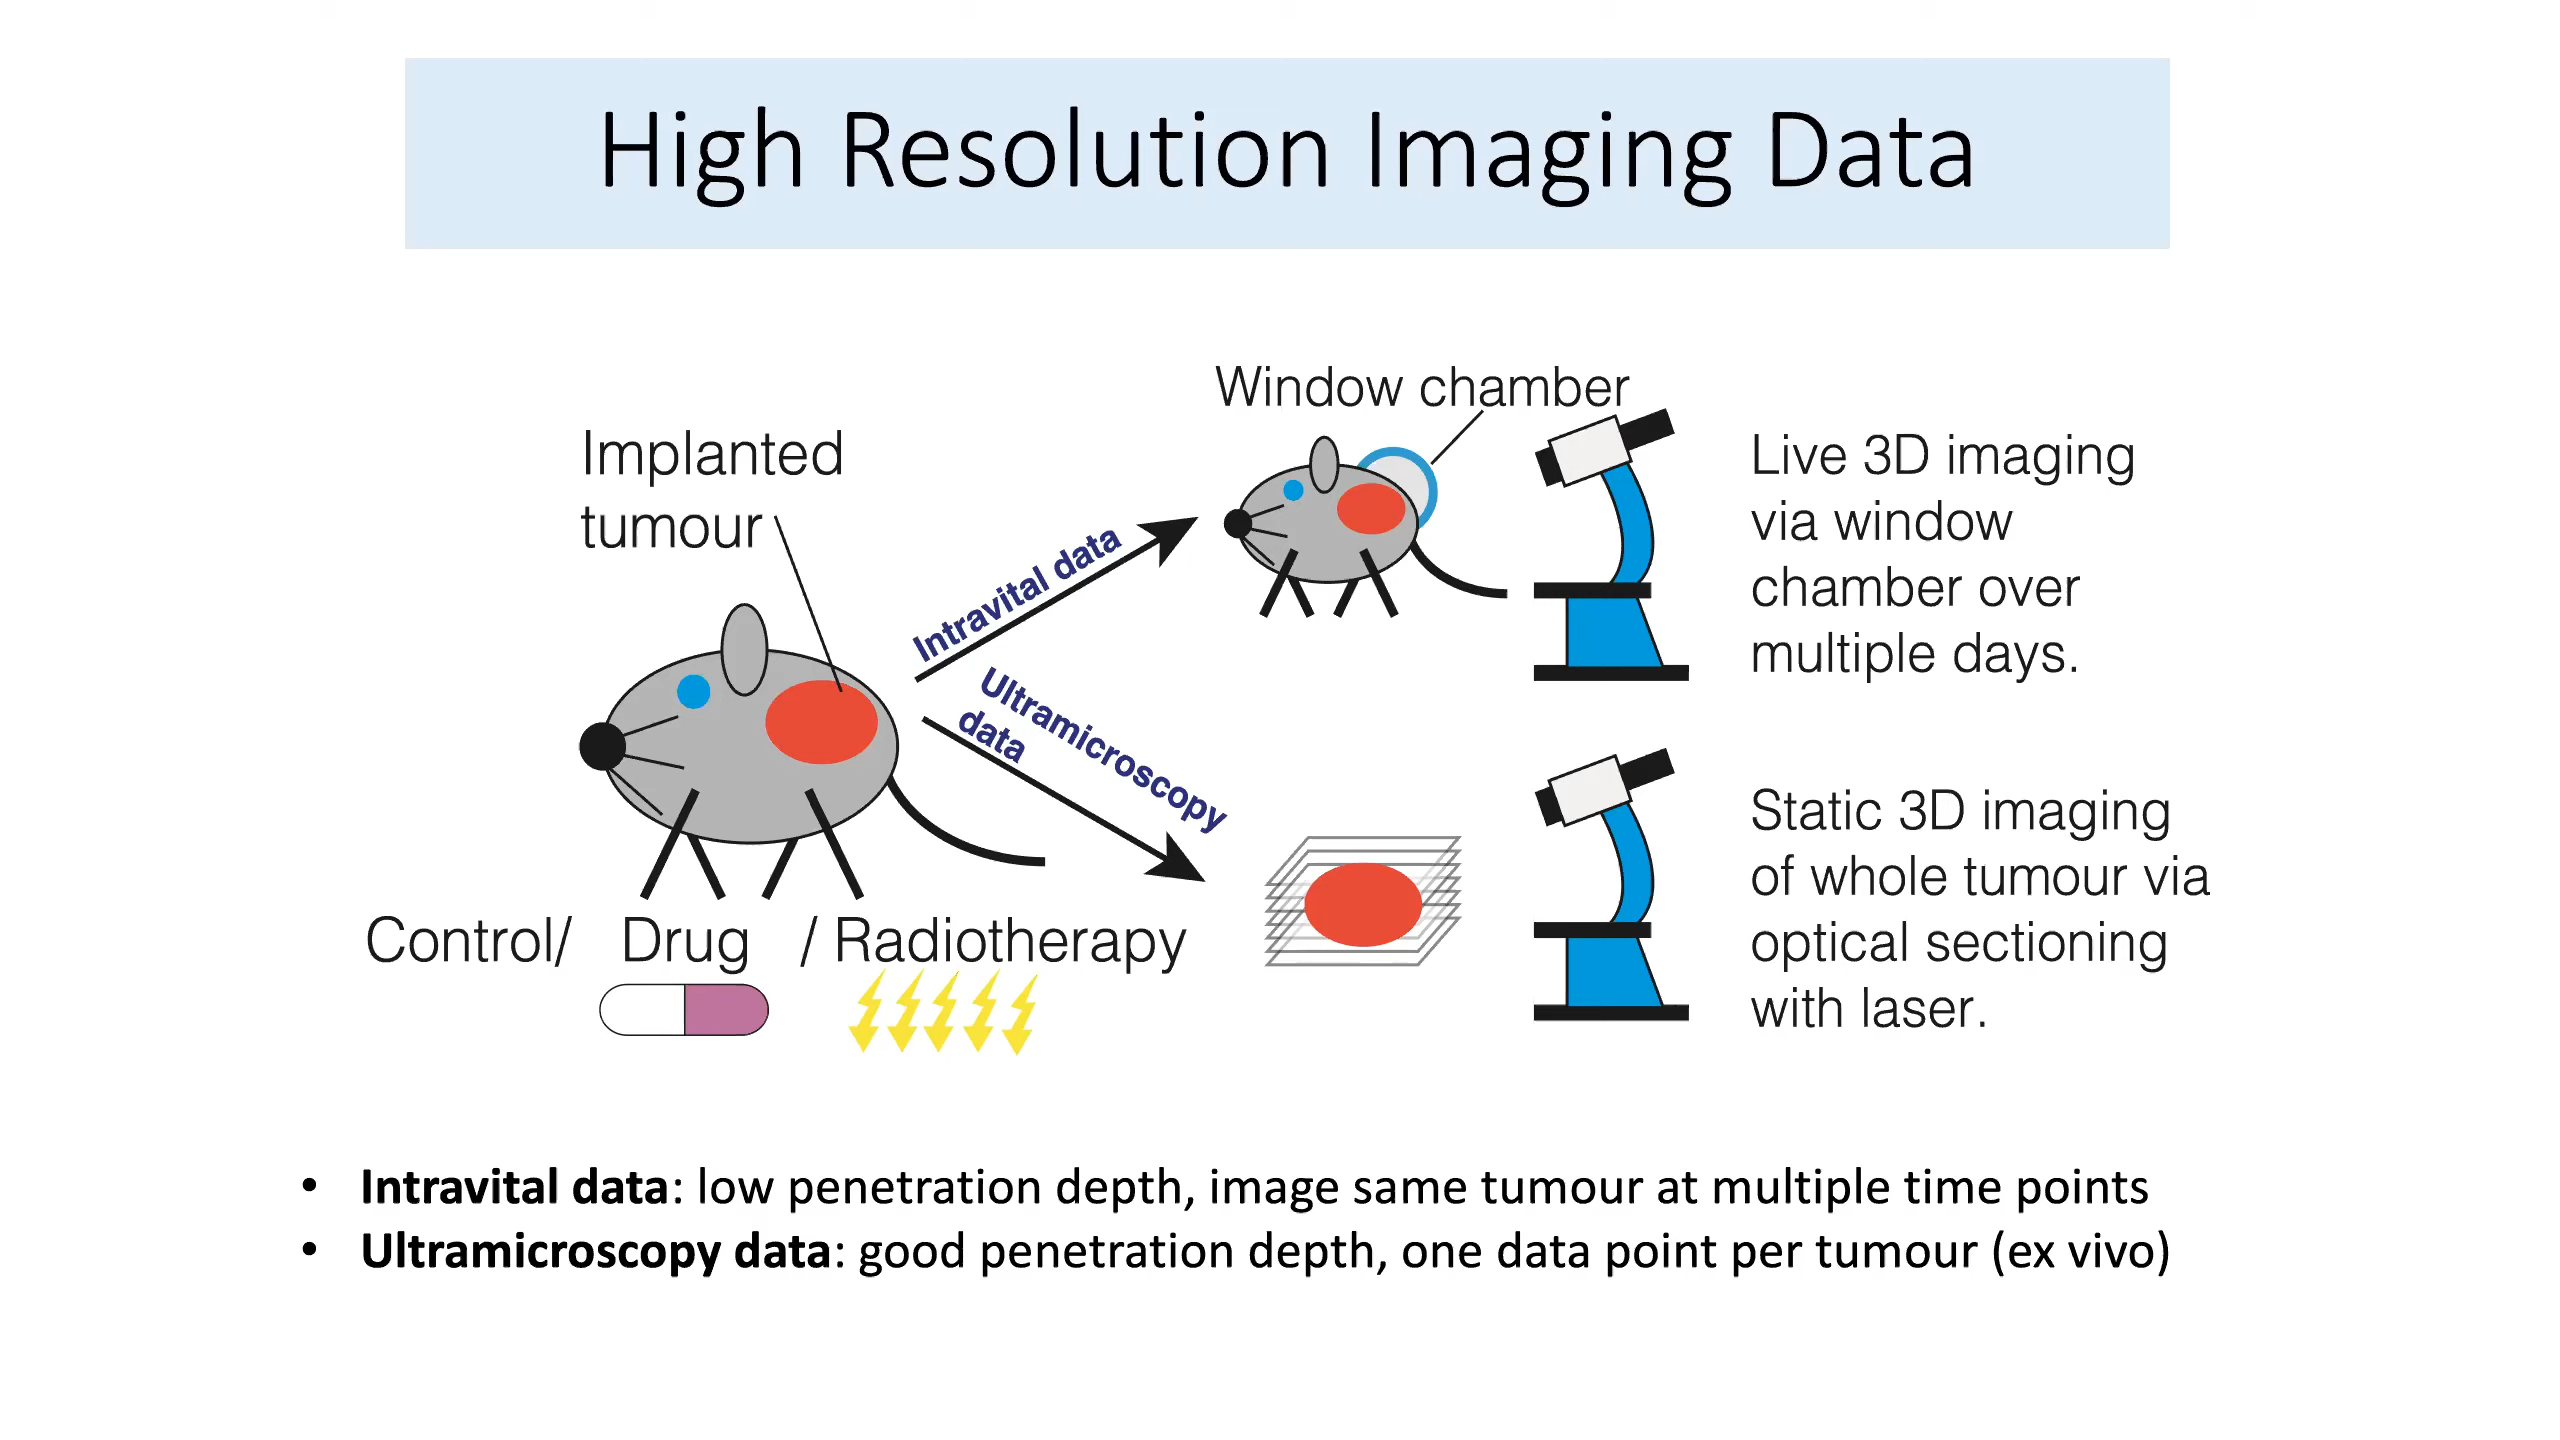 High Resolution Imaging Data
Implanted
tumour
Control/ Drug / Radiotherapy
Intravital data
Ultramicroscopy
data
Window chamber
Live 3D imaging
via window
chamber over
multiple days.
Static 3D imaging
of whole tumour via
optical sectioning
with laser.
• Intravital data: low penetration depth, image same tumour at multiple time points
• Ultramicroscopy data: good penetration depth, one data point per tumour (ex vivo)